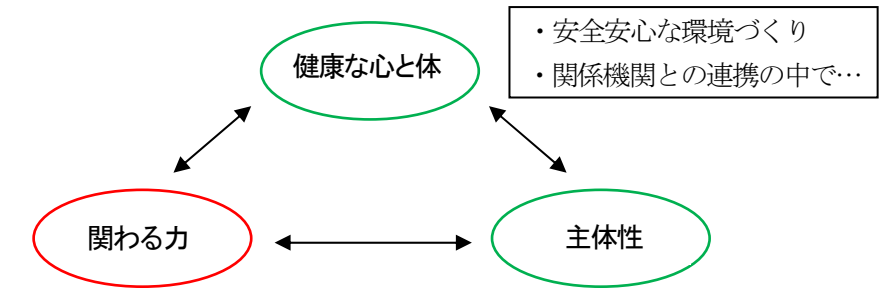 健康な心と体
・安全安心な環境づくり
・関係機関との連携の中で…
関わる力
主体性